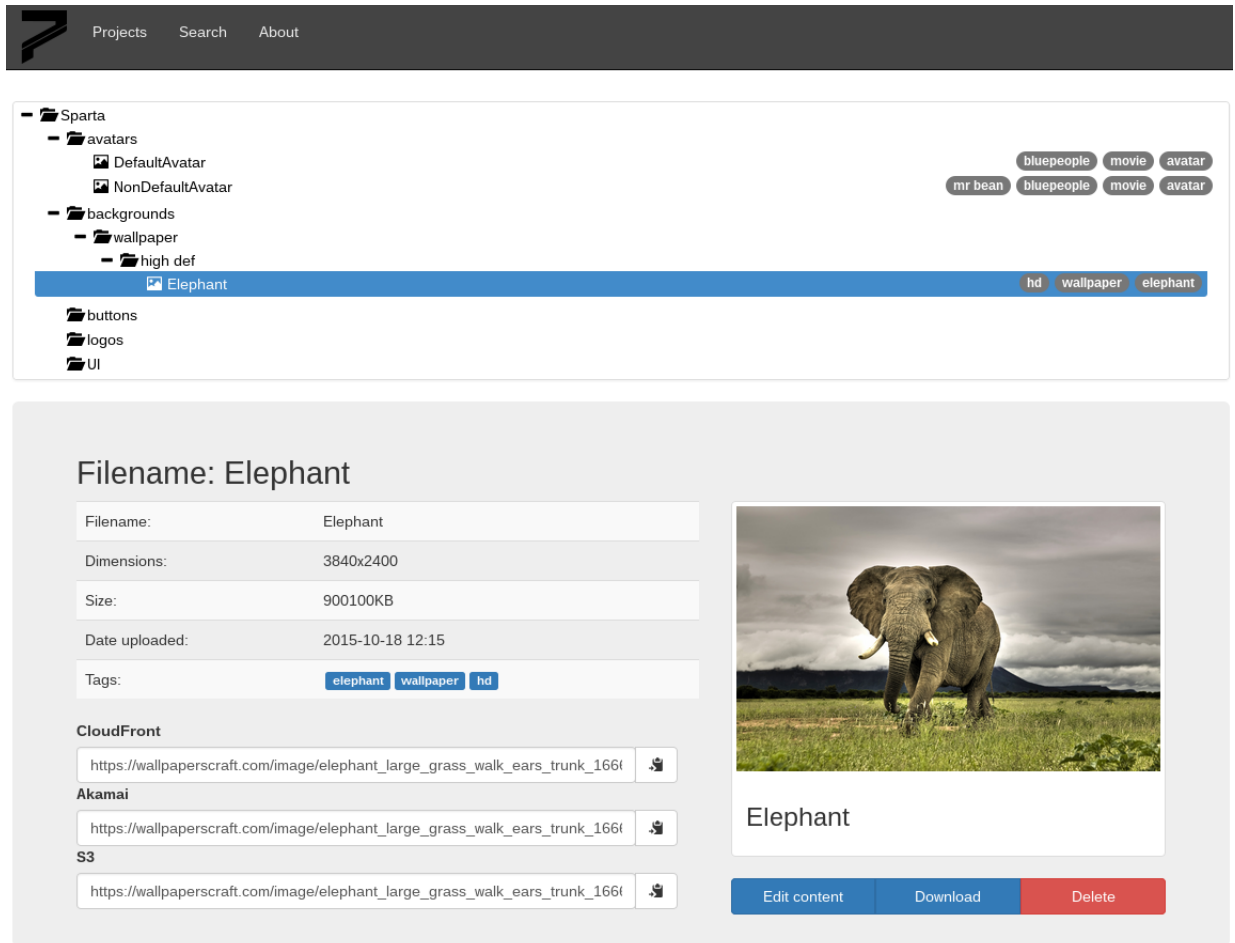 Projects Search About
Sparta
avatars
DefaultAvatar bluepeople movie avatar
NonDefaultAvatar mr bean bluepeople movie avatar
backgrounds
wallpaper
high def
Elephant hd wallpaper elephant
buttons
logos
UI
Filename: Elephant
Filename: Elephant
Dimensions: 3840x2400
Size: 900100KB
Date uploaded: 2015-10-18 12:15
Tags: elephant wallpaper hd
CloudFront
https://wallpaperscraft.com/image/elephant_large_grass_walk_ears_trunk_1666
Akamai
https://wallpaperscraft.com/image/elephant_large_grass_walk_ears_trunk_1666
S3
https://wallpaperscraft.com/image/elephant_large_grass_walk_ears_trunk_1666
Elephant
Edit content Download Delete